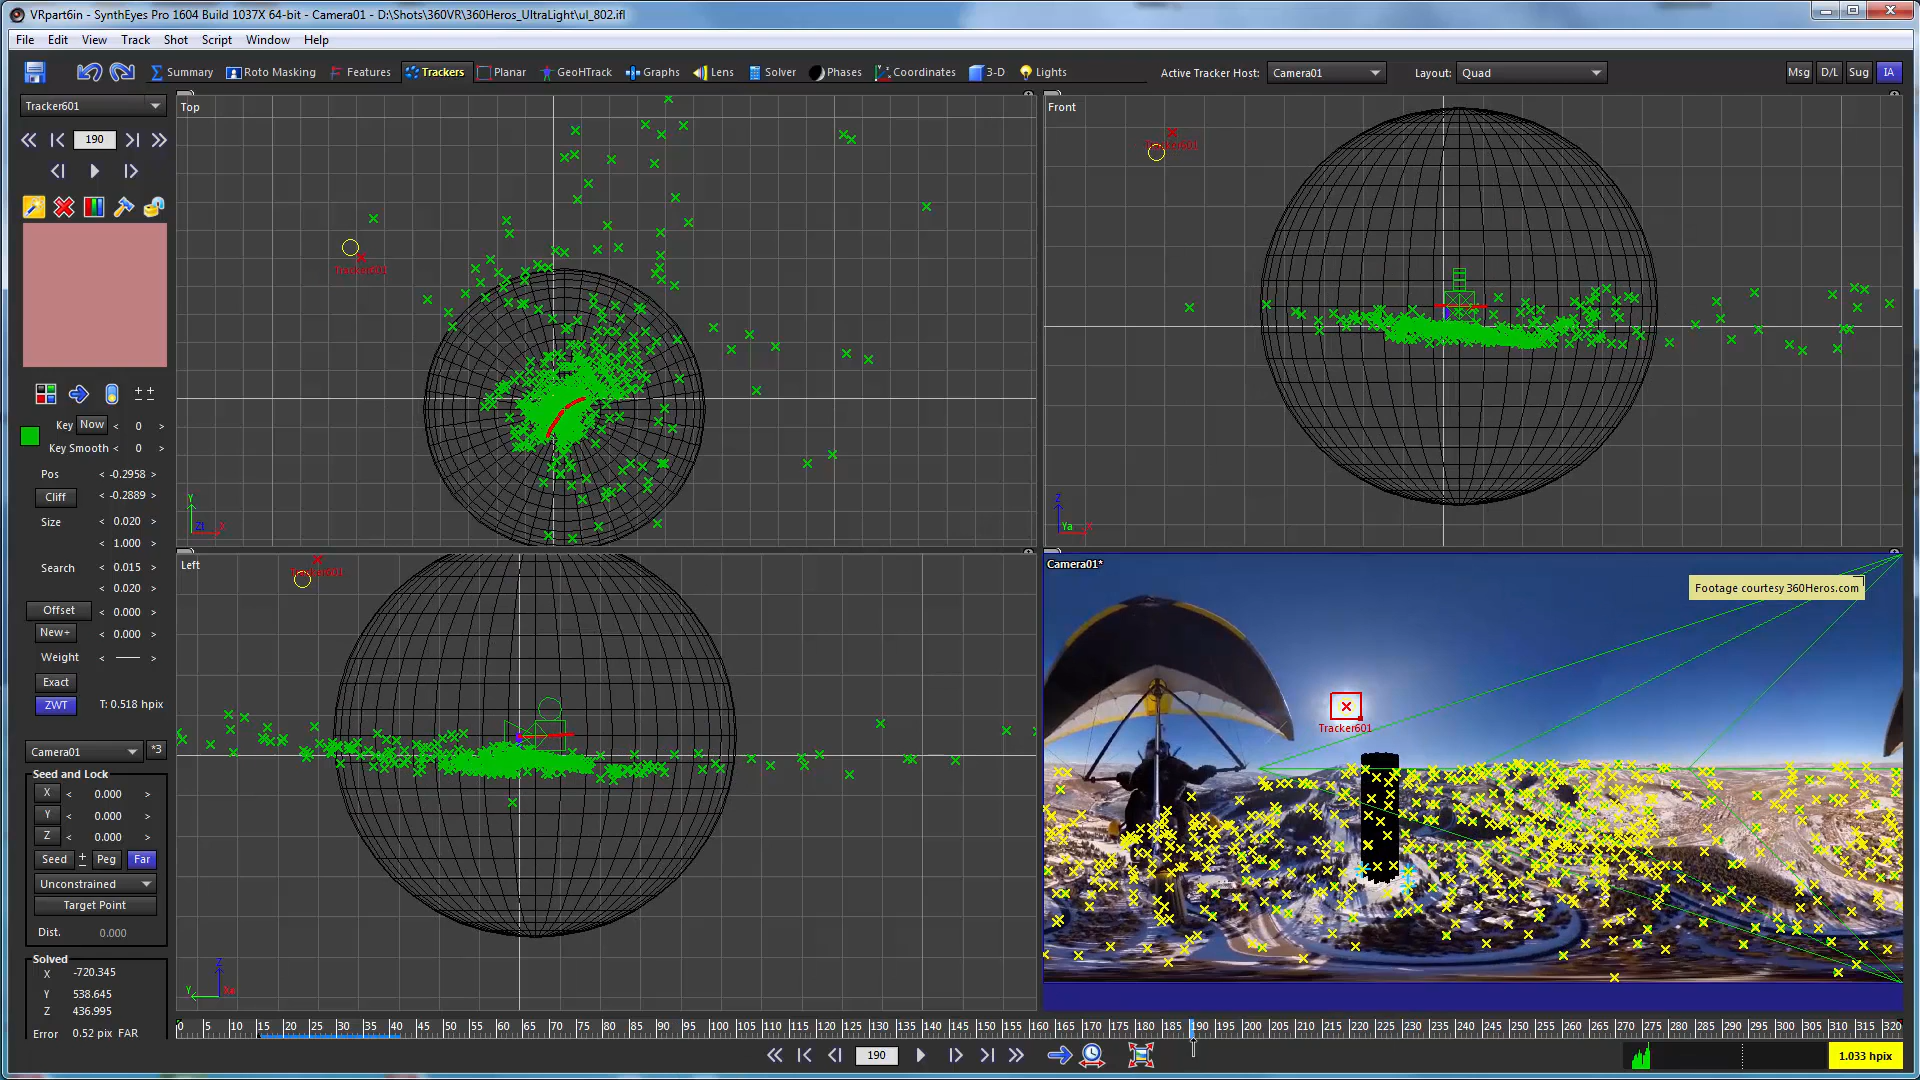 VRpart6in - SynthEyes Pro 1604 Build 1037X 64-bit - Camera01 - D:\Shots\360VR\360Heros_UltraLight\ul_802.ifl
File Edit View Track Shot Script Window Help
Summary Roto Masking Features Trackers Planar GeoHTrack Graphs Lens Solver Phases Coordinates 3-D Lights Active Tracker Host: Camera01 Layout: Quad Msg D/L Sug IA
Tracker601
190
Key Now < 0 >
Key Smooth < 0 >
Pos < -0.2958 >
Cliff < -0.2889 >
Size < 0.020 >
< 1.000 >
Search < 0.015 >
< 0.020 >
Offset < 0.000 >
New+ < 0.000 >
Weight < >
Exact
ZWT T: 0.518 hpix
Camera01 *3
Seed and Lock
X < 0.000 >
Y < 0.000 >
Z < 0.000 >
Seed + Peg Far
Unconstrained
Target Point
Dist. 0.000
Solved
X -720.345
Y 538.645
Z 436.995
Error 0.52 pix FAR
Top
Tracker601
Y
X
Front
Tracker601
Z
Ya X
Left
Tracker601
Z
Y
Camera01*
Footage courtesy 360Heros.com
Tracker601
0 5 10 15 20 25 30 35 40 45 50 55 60 65 70 75 80 85 90 95 100 105 110 115 120 125 130 135 140 145 150 155 160 165 170 175 180 185 190 195 200 205 210 215 220 225 230 235 240 245 250 255 260 265 270 275 280 285 290 295 300 305 310 315 320
190
1.033 hpix